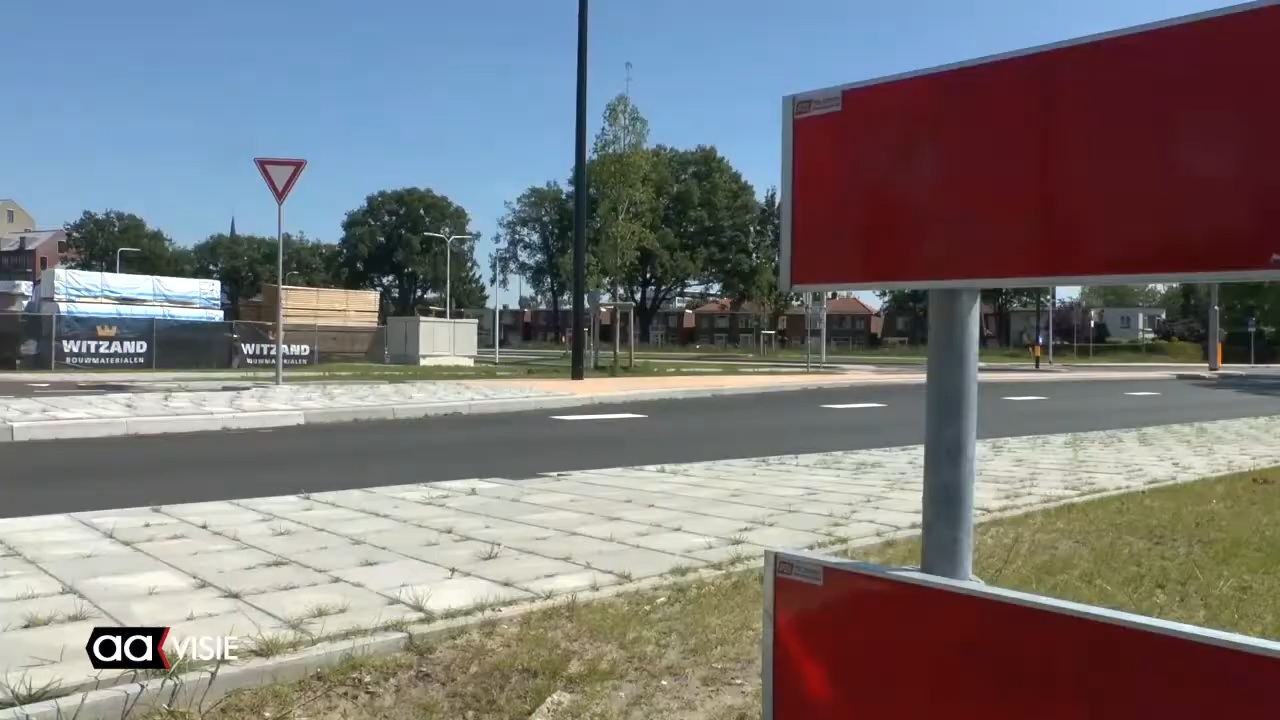 WITZAND
BOUWMATERIALEN
WITZAND
BOUWMATERIALEN
aa VISIE